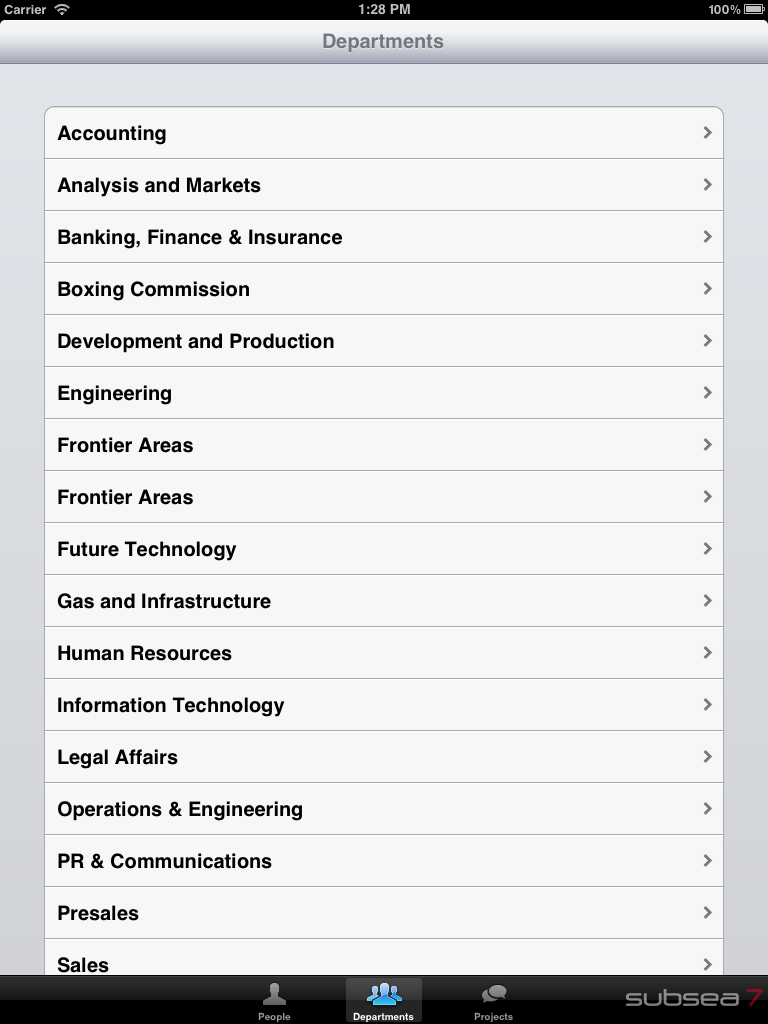 Carrier 1:28 PM 100%
Departments
Accounting
Analysis and Markets
Banking, Finance & Insurance
Boxing Commission
Development and Production
Engineering
Frontier Areas
Frontier Areas
Future Technology
Gas and Infrastructure
Human Resources
Information Technology
Legal Affairs
Operations & Engineering
PR & Communications
Presales
Sales
People Departments Projects subsea 7